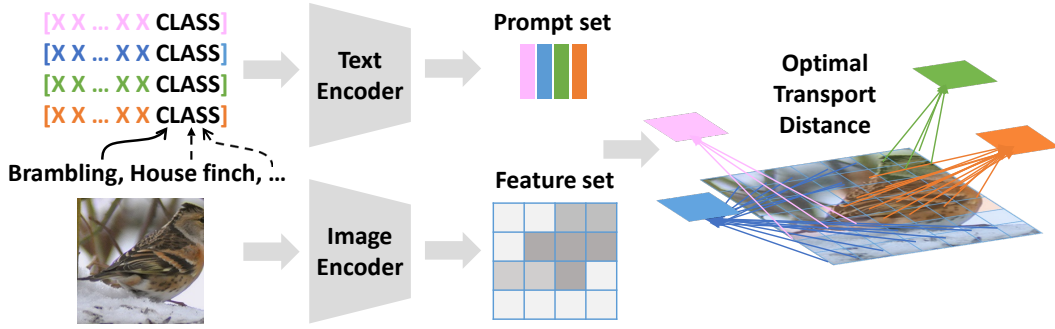 [X X ... X X CLASS]
[X X ... X X CLASS]
[X X ... X X CLASS]
[X X ... X X CLASS]
Brambling, House finch, ...
Text
Encoder
Image
Encoder
Prompt set
Feature set
Optimal
Transport
Distance